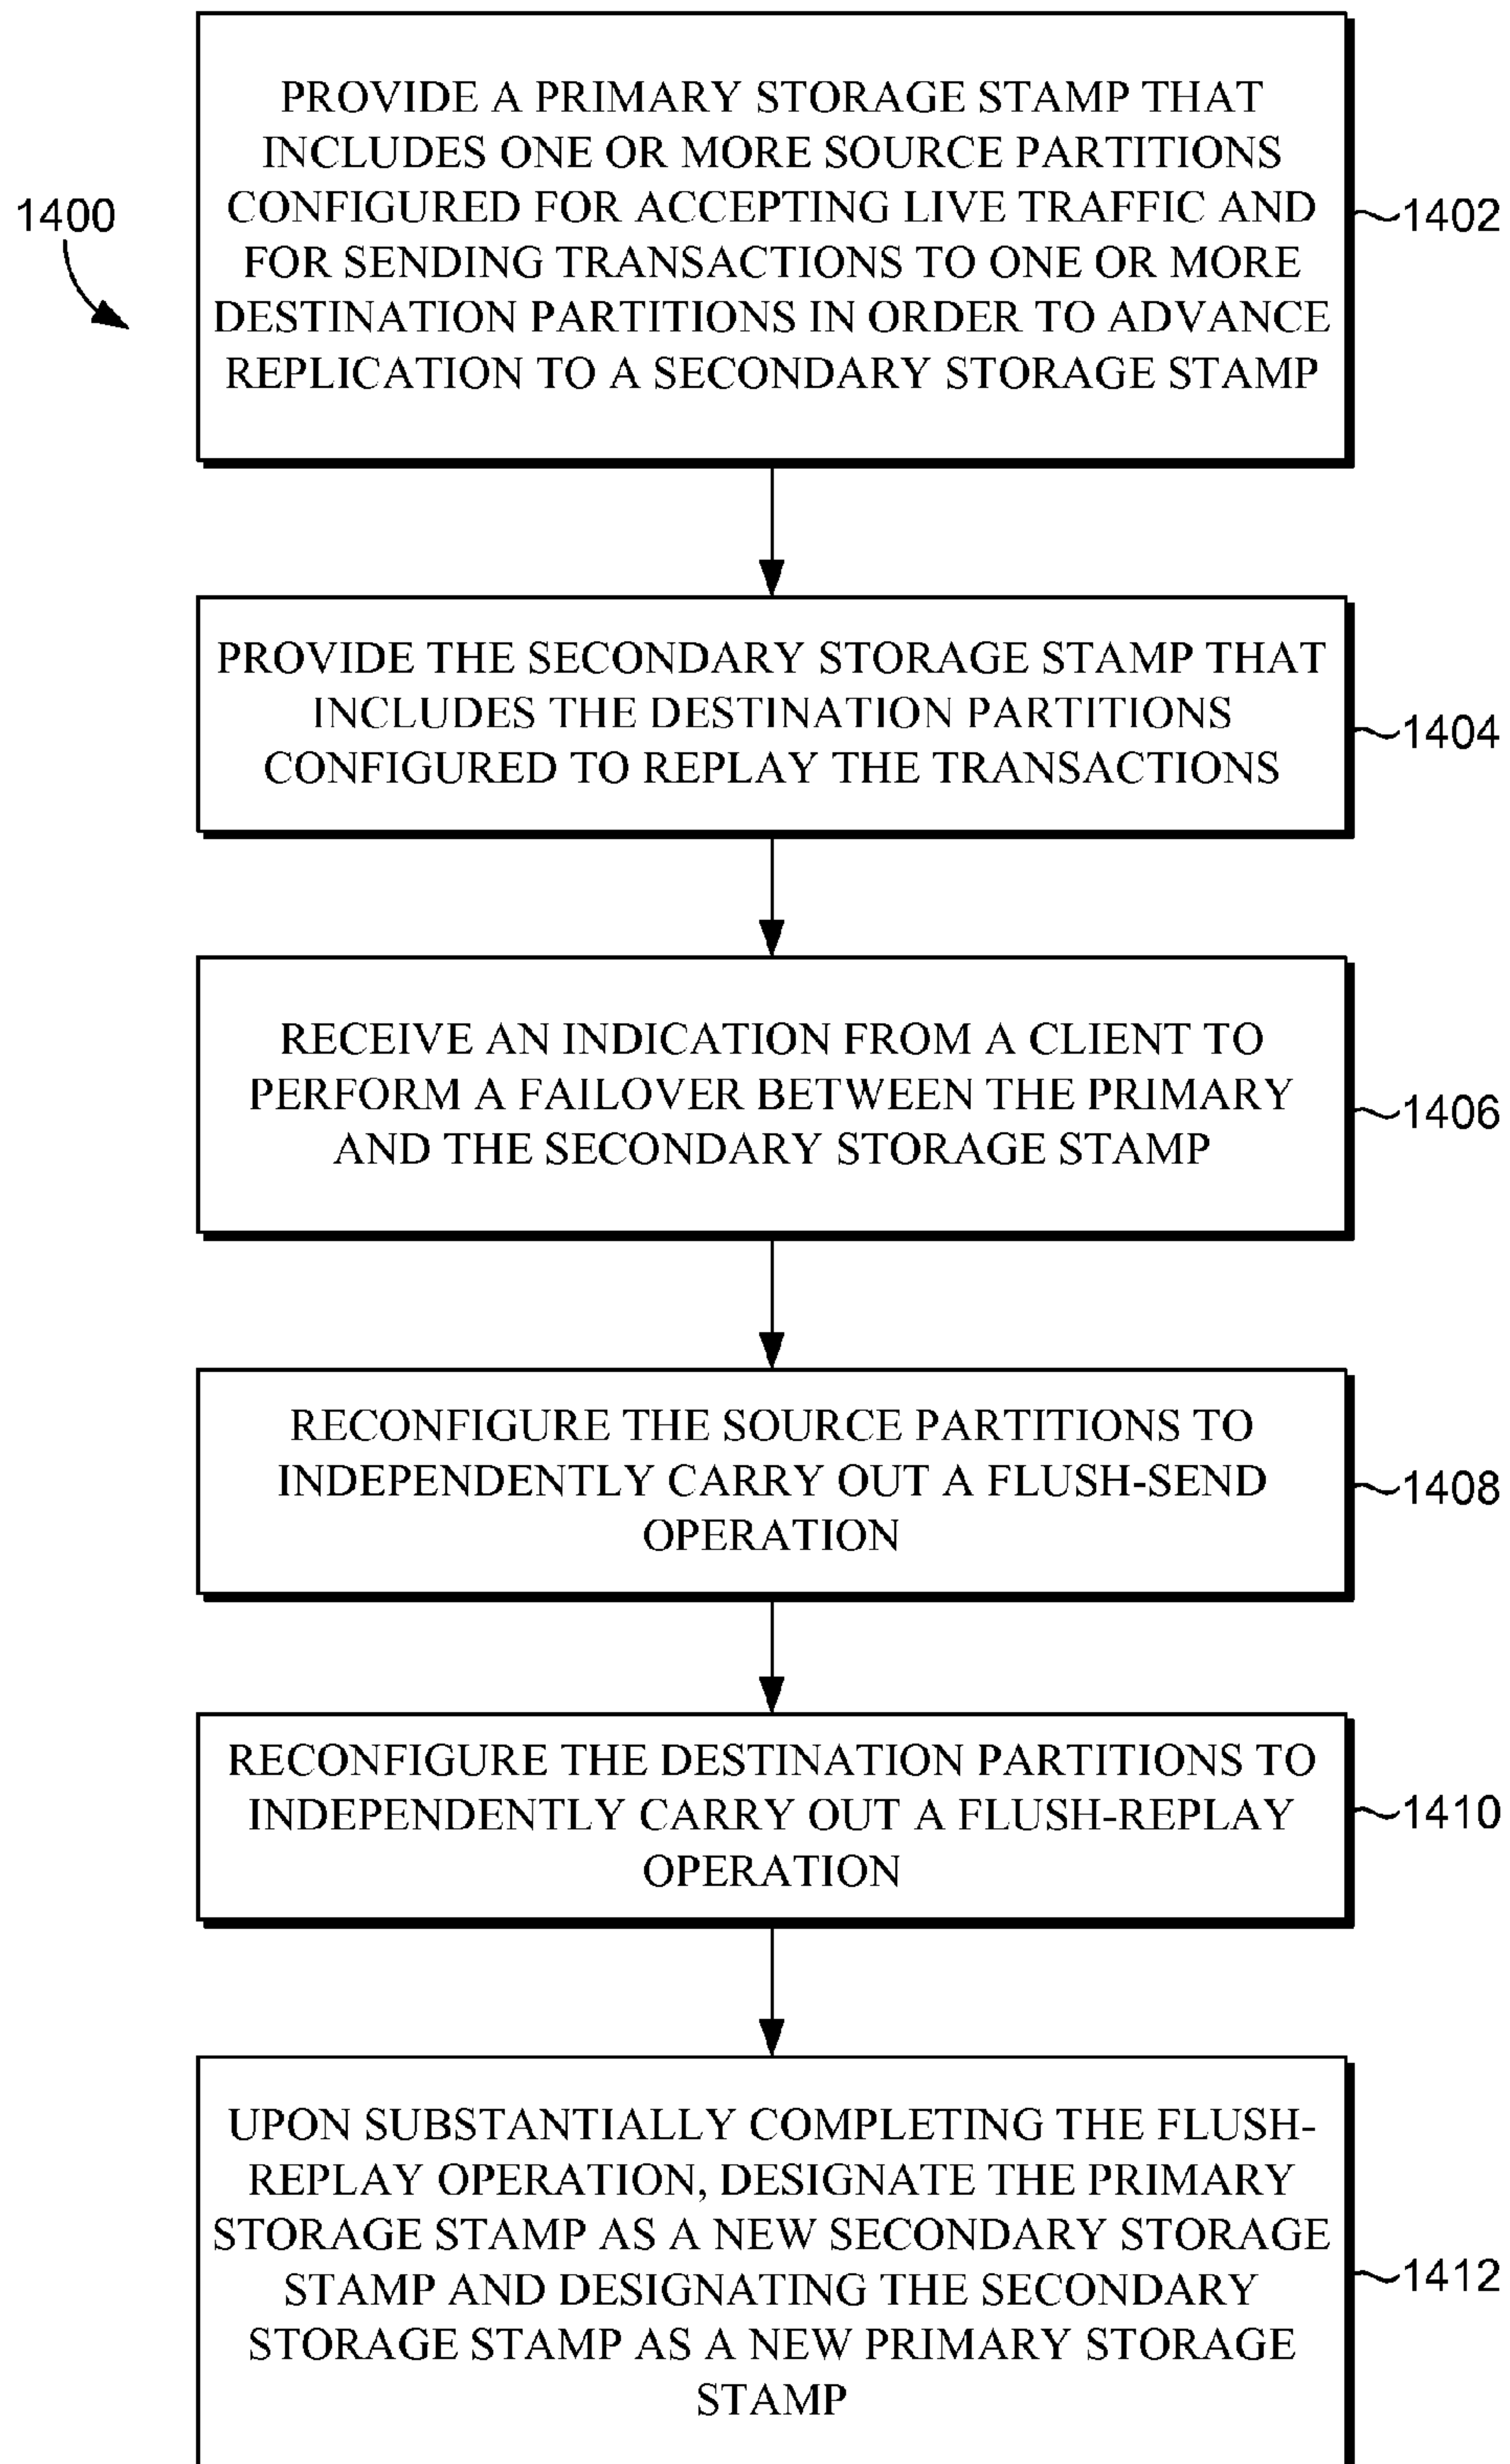 PROVIDE A PRIMARY STORAGE STAMP THAT
INCLUDES ONE OR MORE SOURCE PARTITIONS
CONFIGURED FOR ACCEPTING LIVE TRAFFIC AND
FOR SENDING TRANSACTIONS TO ONE OR MORE
DESTINATION PARTITIONS IN ORDER TO ADVANCE
REPLICATION TO A SECONDARY STORAGE STAMP
1400
1402
PROVIDE THE SECONDARY STORAGE STAMP THAT
INCLUDES THE DESTINATION PARTITIONS
CONFIGURED TO REPLAY THE TRANSACTIONS
1404
RECEIVE AN INDICATION FROM A CLIENT TO
PERFORM A FAILOVER BETWEEN THE PRIMARY
AND THE SECONDARY STORAGE STAMP
1406
RECONFIGURE THE SOURCE PARTITIONS TO
INDEPENDENTLY CARRY OUT A FLUSH-SEND
OPERATION
1408
RECONFIGURE THE DESTINATION PARTITIONS TO
INDEPENDENTLY CARRY OUT A FLUSH-REPLAY
OPERATION
1410
UPON SUBSTANTIALLY COMPLETING THE FLUSH-
REPLAY OPERATION, DESIGNATE THE PRIMARY
STORAGE STAMP AS A NEW SECONDARY STORAGE
STAMP AND DESIGNATING THE SECONDARY
STORAGE STAMP AS A NEW PRIMARY STORAGE
STAMP
1412